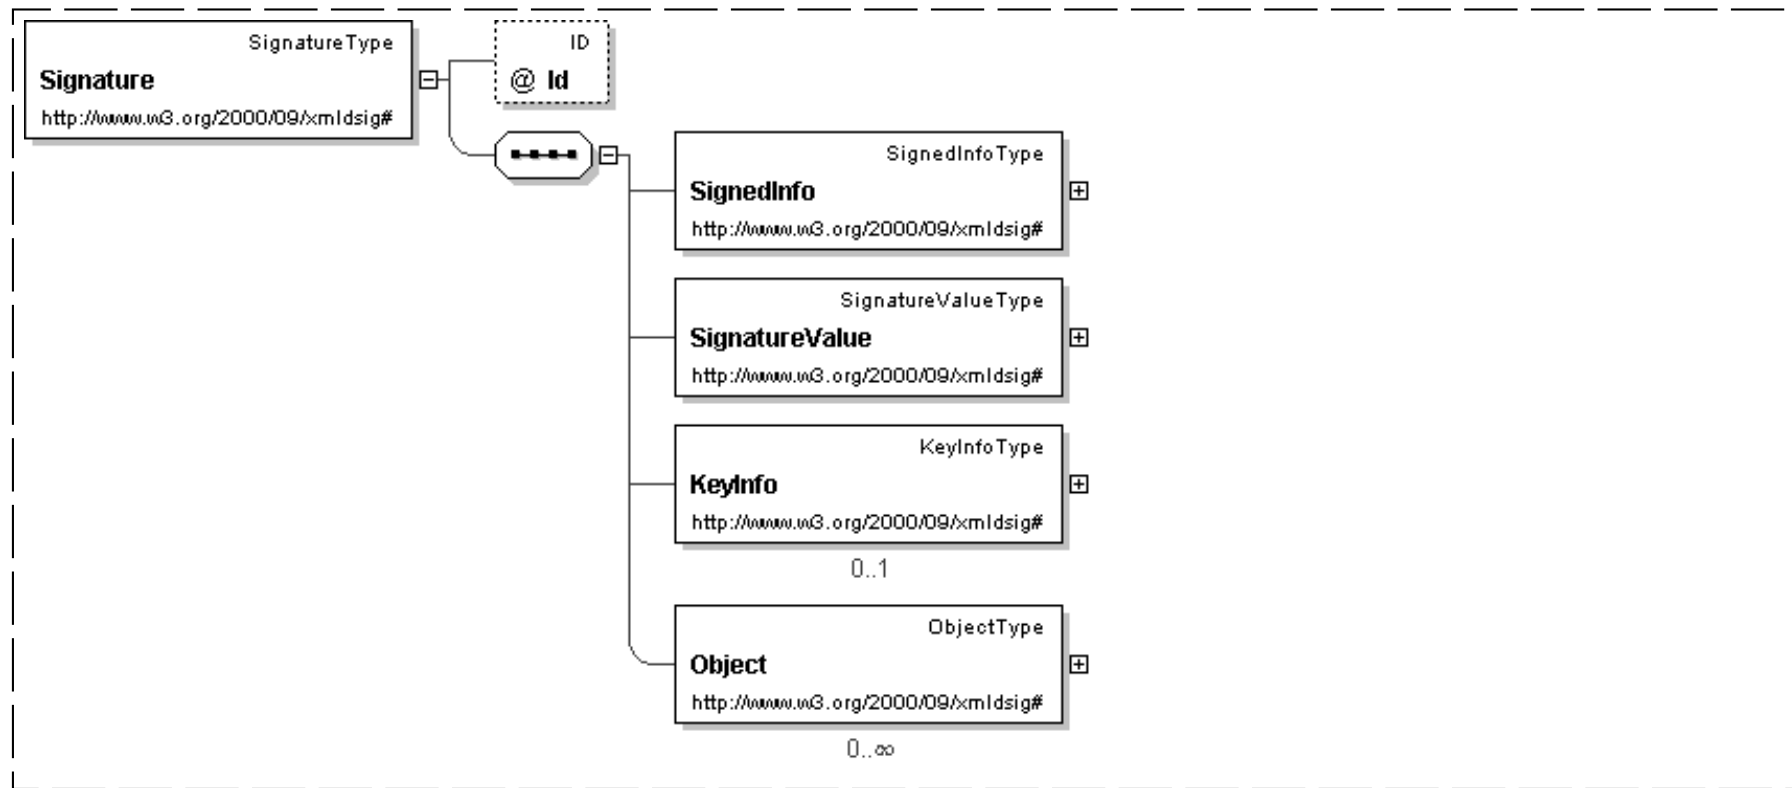 SignatureType
Signature
http://www.w3.org/2000/09/xmldsig#
ID
@ Id
SignedInfoType
SignedInfo
http://www.w3.org/2000/09/xmldsig#
SignatureValueType
SignatureValue
http://www.w3.org/2000/09/xmldsig#
KeyInfoType
KeyInfo
http://www.w3.org/2000/09/xmldsig#
0..1
ObjectType
Object
http://www.w3.org/2000/09/xmldsig#
0..∞